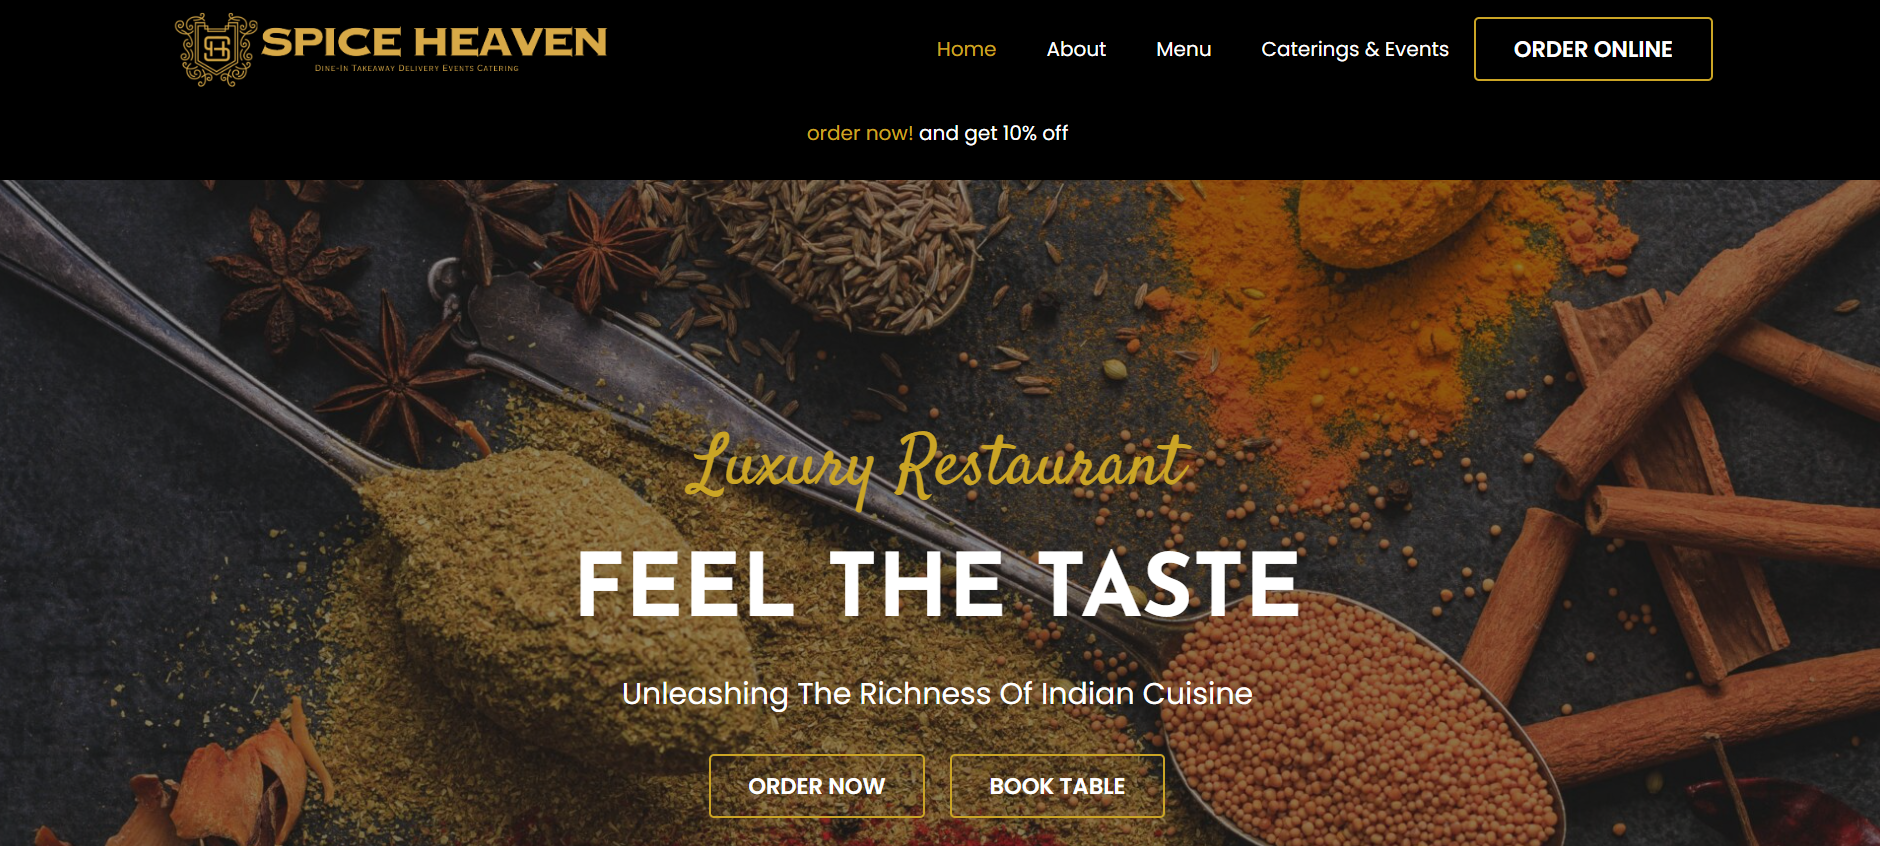 SH
SPICE HEAVEN
Dine-In Takeaway Delivery Events Catering
Home About Menu Caterings & Events ORDER ONLINE
order now! and get 10% off
Luxury Restaurant
FEEL THE TASTE
Unleashing The Richness Of Indian Cuisine
ORDER NOW BOOK TABLE